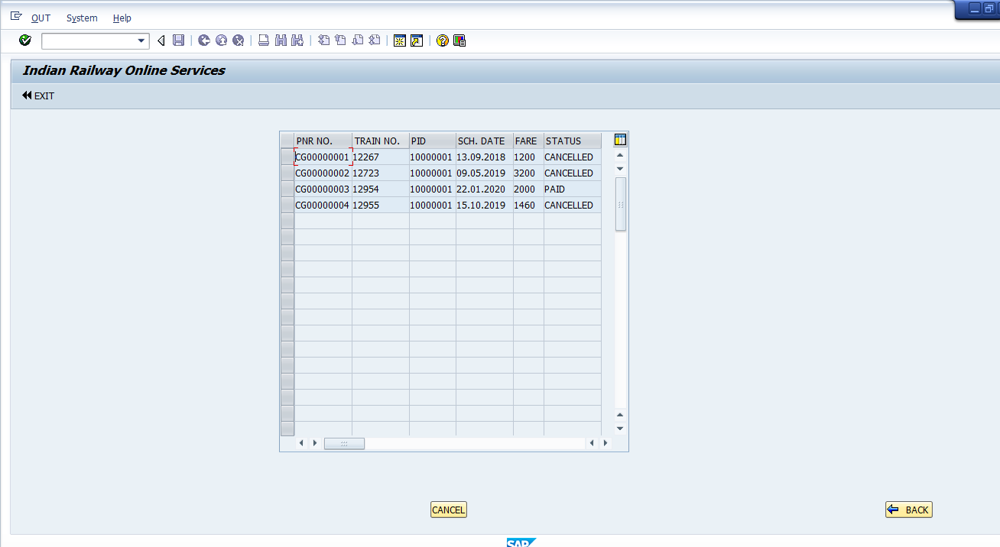 OUT System Help
Indian Railway Online Services
EXIT
PNR NO. TRAIN NO. PID SCH. DATE FARE STATUS
CG00000001 12267 10000001 13.09.2018 1200 CANCELLED
CG00000002 12723 10000001 09.05.2019 3200 CANCELLED
CG00000003 12954 10000001 22.01.2020 2000 PAID
CG00000004 12955 10000001 15.10.2019 1460 CANCELLED
CANCEL BACK
SAP